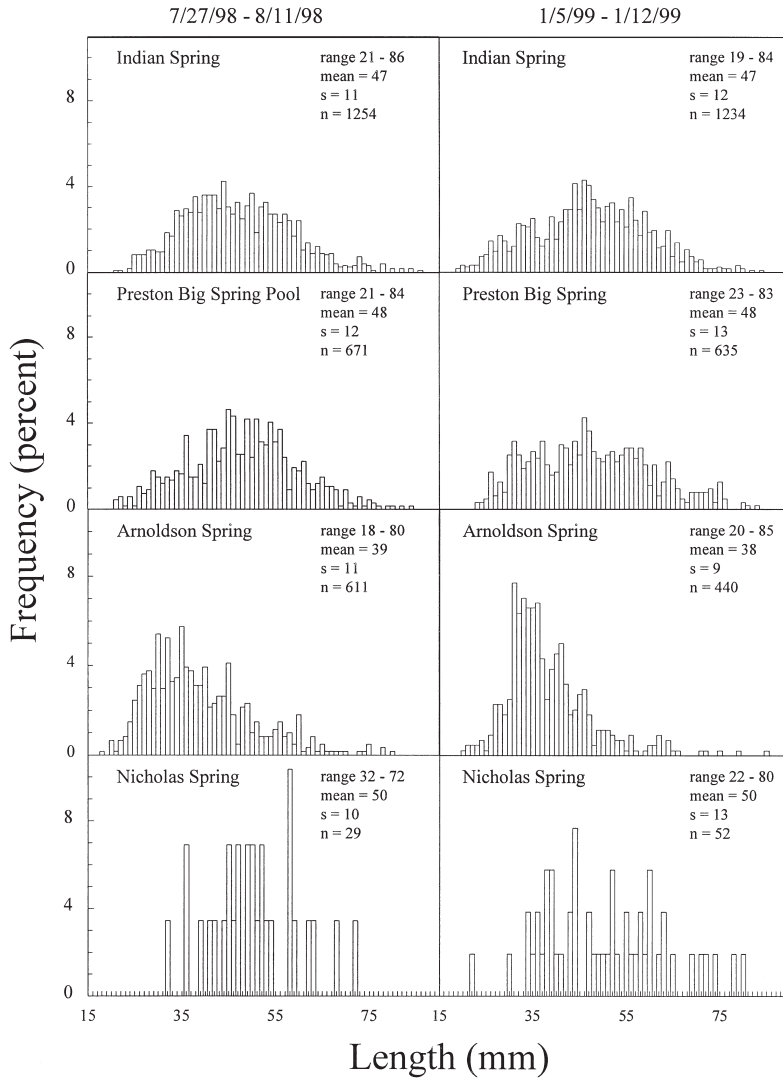 7/27/98 - 8/11/98
1/5/99 - 1/12/99
Frequency (percent)
Indian Spring
range 21 - 86
mean = 47
s = 11
n = 1254
8
4
0
Indian Spring
range 19 - 84
mean = 47
s = 12
n = 1234
Preston Big Spring Pool
range 21 - 84
mean = 48
s = 12
n = 671
8
4
0
Preston Big Spring
range 23 - 83
mean = 48
s = 13
n = 635
Arnoldson Spring
range 18 - 80
mean = 39
s = 11
n = 611
8
4
0
Arnoldson Spring
range 20 - 85
mean = 38
s = 9
n = 440
Nicholas Spring
range 32 - 72
mean = 50
s = 10
n = 29
8
4
0
Nicholas Spring
range 22 - 80
mean = 50
s = 13
n = 52
15 35 55 75 15 35 55 75
Length (mm)